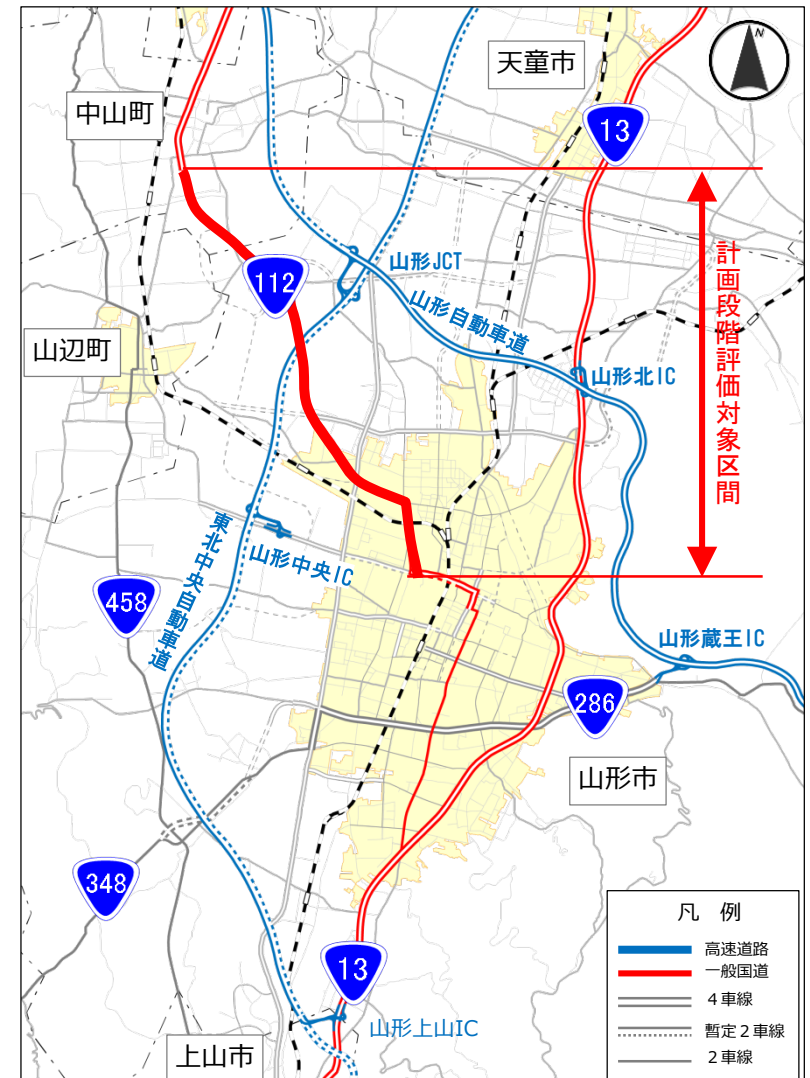 N
天童市
13
中山町
山形JCT
112
山形自動車道
計画段階評価対象区間
山辺町
山形北IC
東北中央自動車道
山形中央IC
458
山形蔵王IC
286
山形市
348
13
山形上山IC
上山市
凡 例
高速道路
一般国道
４車線
暫定２車線
２車線